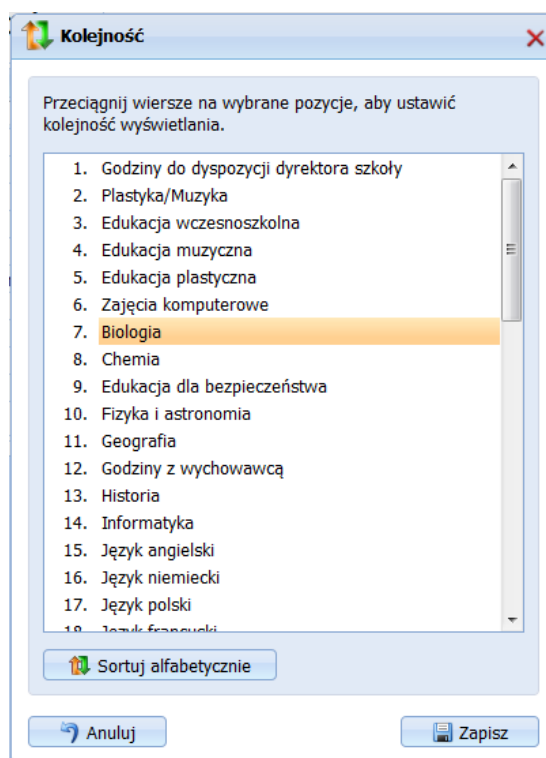 Kolejność
Przeciągnij wiersze na wybrane pozycje, aby ustawić
kolejność wyświetlania.
1. Godziny do dyspozycji dyrektora szkoły
2. Plastyka/Muzyka
3. Edukacja wczesnoszkolna
4. Edukacja muzyczna
5. Edukacja plastyczna
6. Zajęcia komputerowe
7. Biologia
8. Chemia
9. Edukacja dla bezpieczeństwa
10. Fizyka i astronomia
11. Geografia
12. Godziny z wychowawcą
13. Historia
14. Informatyka
15. Język angielski
16. Język niemiecki
17. Język polski
18. Język francuski
Sortuj alfabetycznie
Anuluj
Zapisz